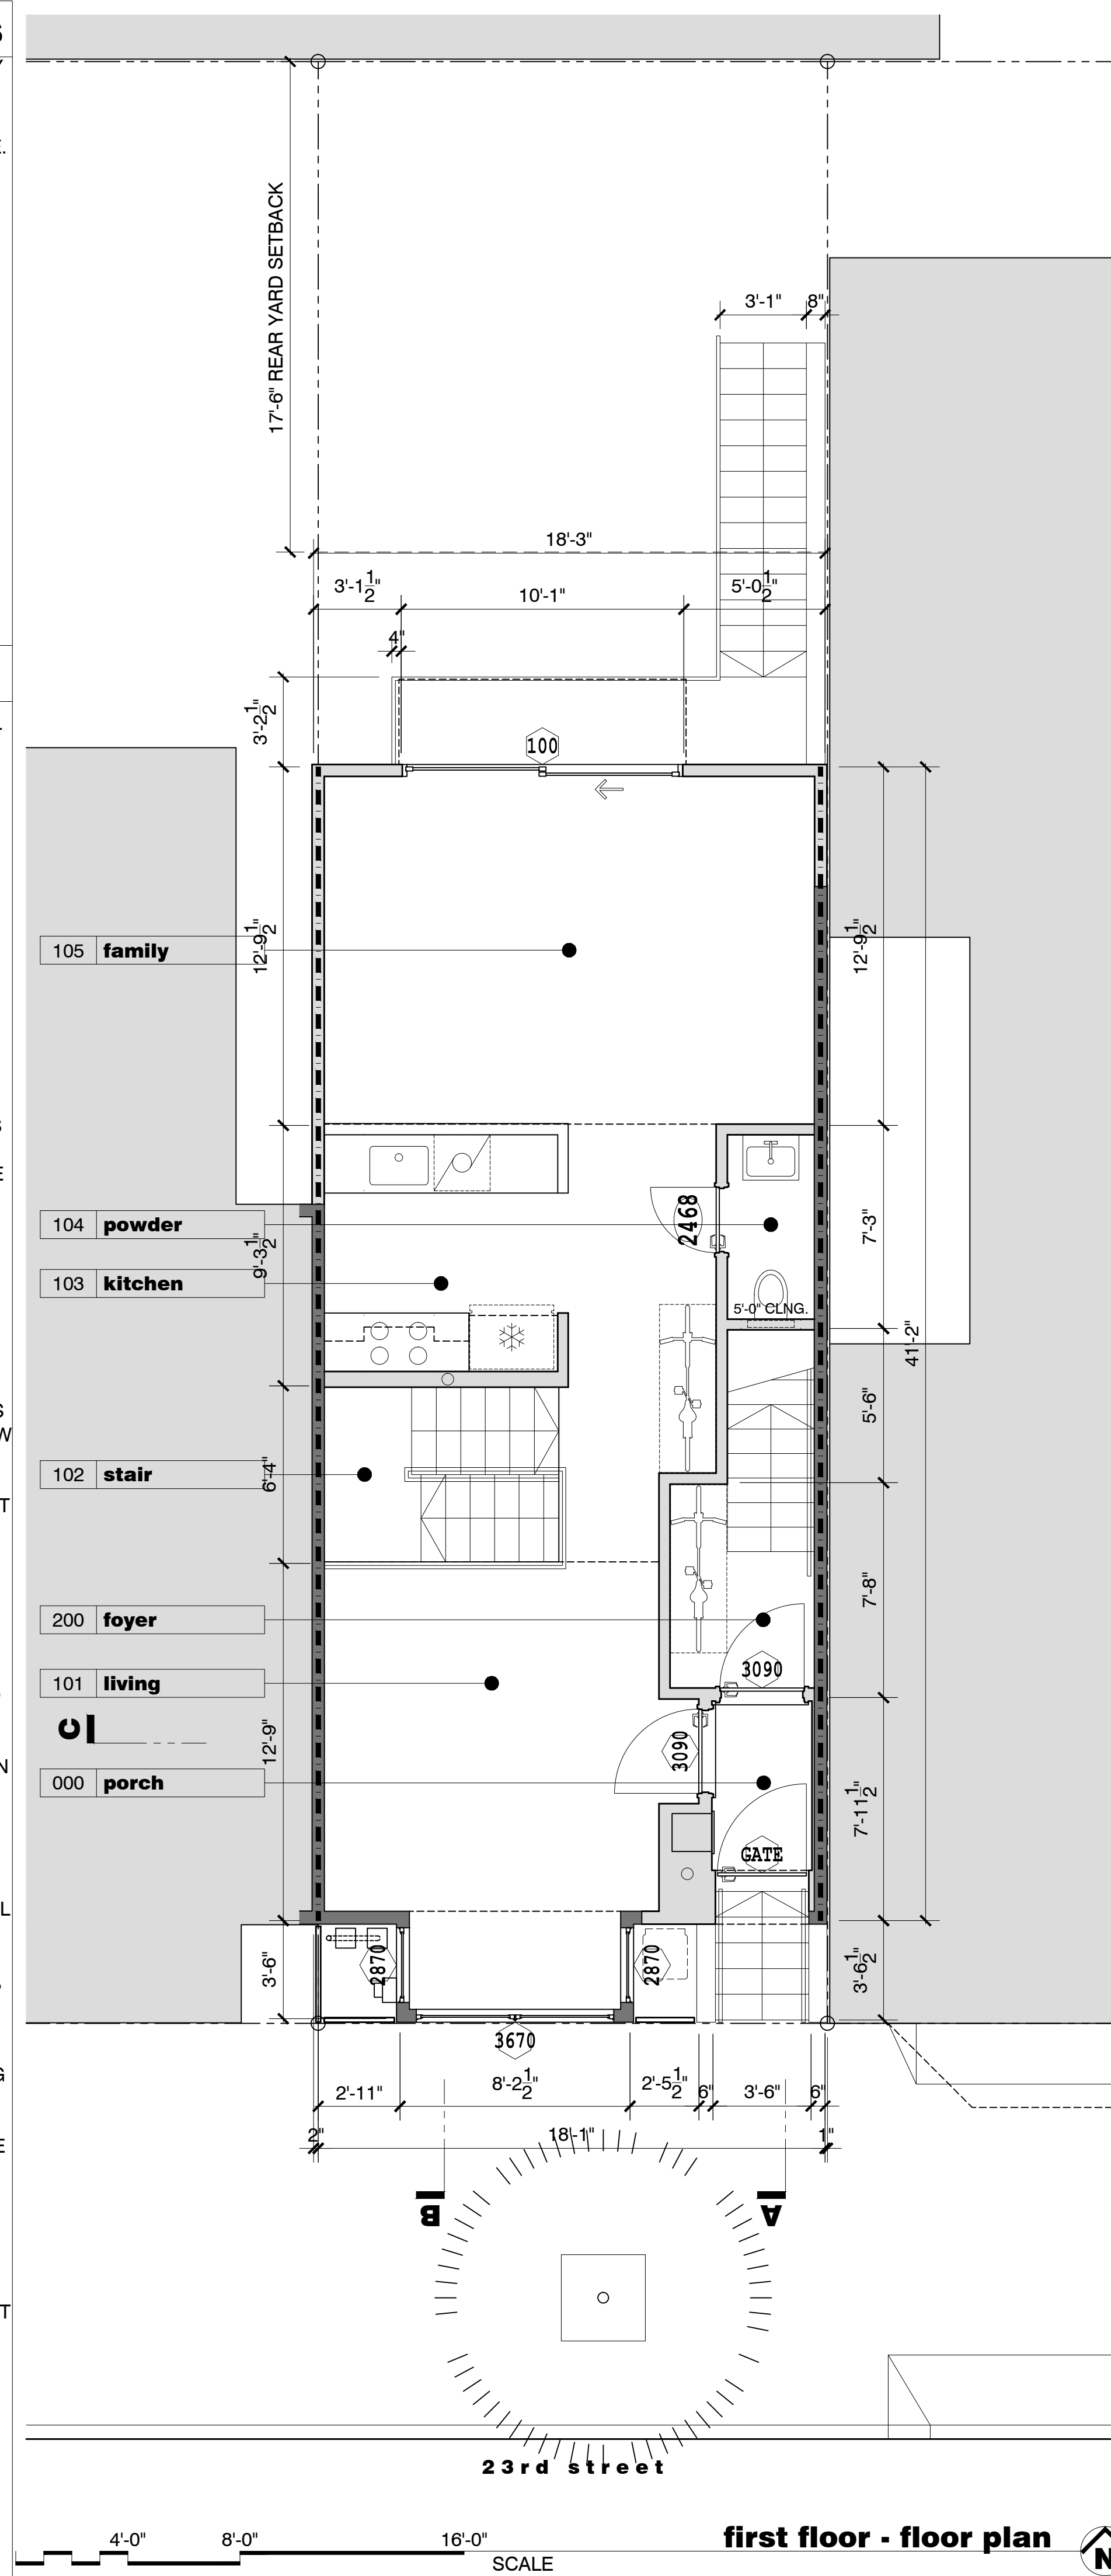 17'-6" REAR YARD SETBACK
3'-1" 8"
18'-3"
3'-1 1/2" 10'-1" 5'-0 1/2"
4"
3'-2 1/2"
100
12'-9 1/2"
12'-9 1/2"
105 family
104 powder
2468
7'-3"
9'-3 1/2"
103 kitchen
5'-0" CLNG.
41'-2"
5'-6"
102 stair
6'-4"
7'-8"
200 foyer
3090
101 living
C
12'-9"
3090
000 porch
7'-11 1/2"
GATE
3'-6"
2870
2870
3'-6 1/2"
3670
2'-11" 8'-2 1/2" 2'-5 1/2" 6" 3'-6" 6"
2" 18'-1" 1"
B A
23rd street
first floor - floor plan
N
4'-0" 8'-0" 16'-0"
SCALE